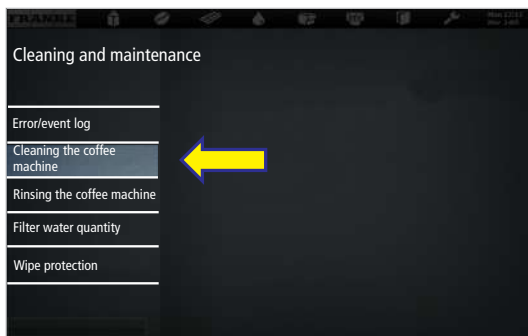 FRANKE
Cleaning and maintenance
Error/event log
Cleaning the coffee
machine
Rinsing the coffee machine
Filter water quantity
Wipe protection